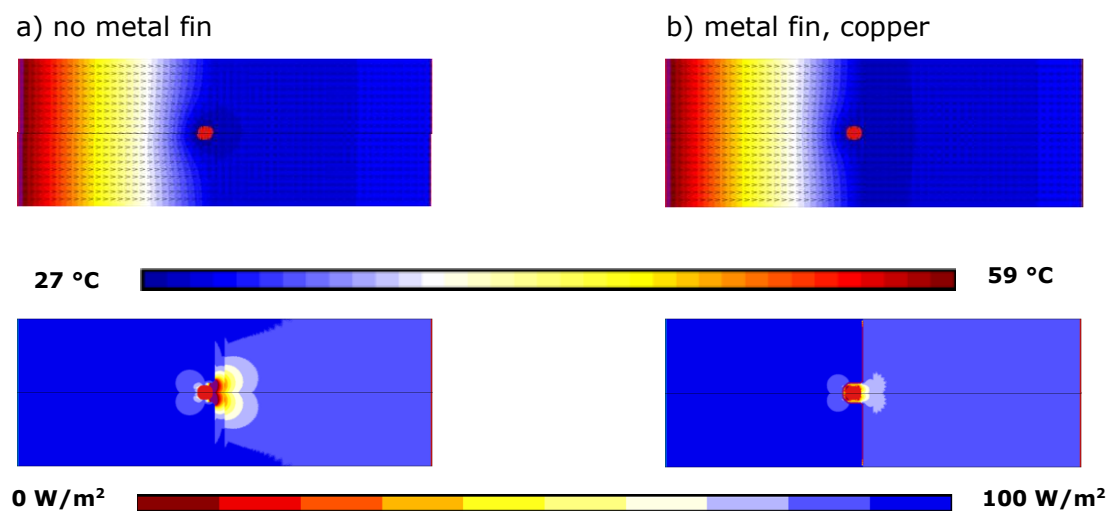 a) no metal fin
b) metal fin, copper
27 °C
59 °C
0 W/m²
100 W/m²